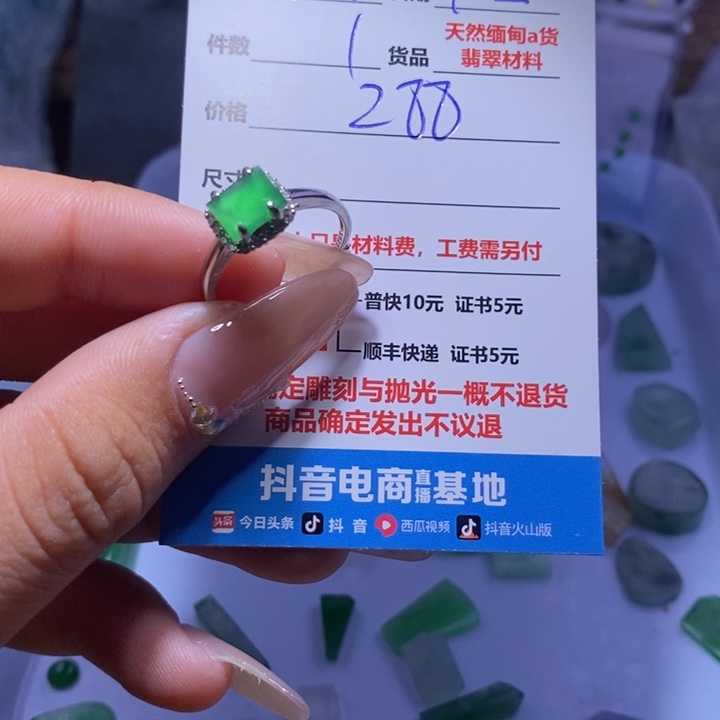 件数 1 货品 天然缅甸a货
翡翠材料
价格 288
尺寸
材料费，工费需另付
普快10元 证书5元
顺丰快递 证书5元
定雕刻与抛光一概不退货
商品确定发出不议退
抖音电商直播基地
头条 今日头条 抖音 西瓜视频 抖音火山版